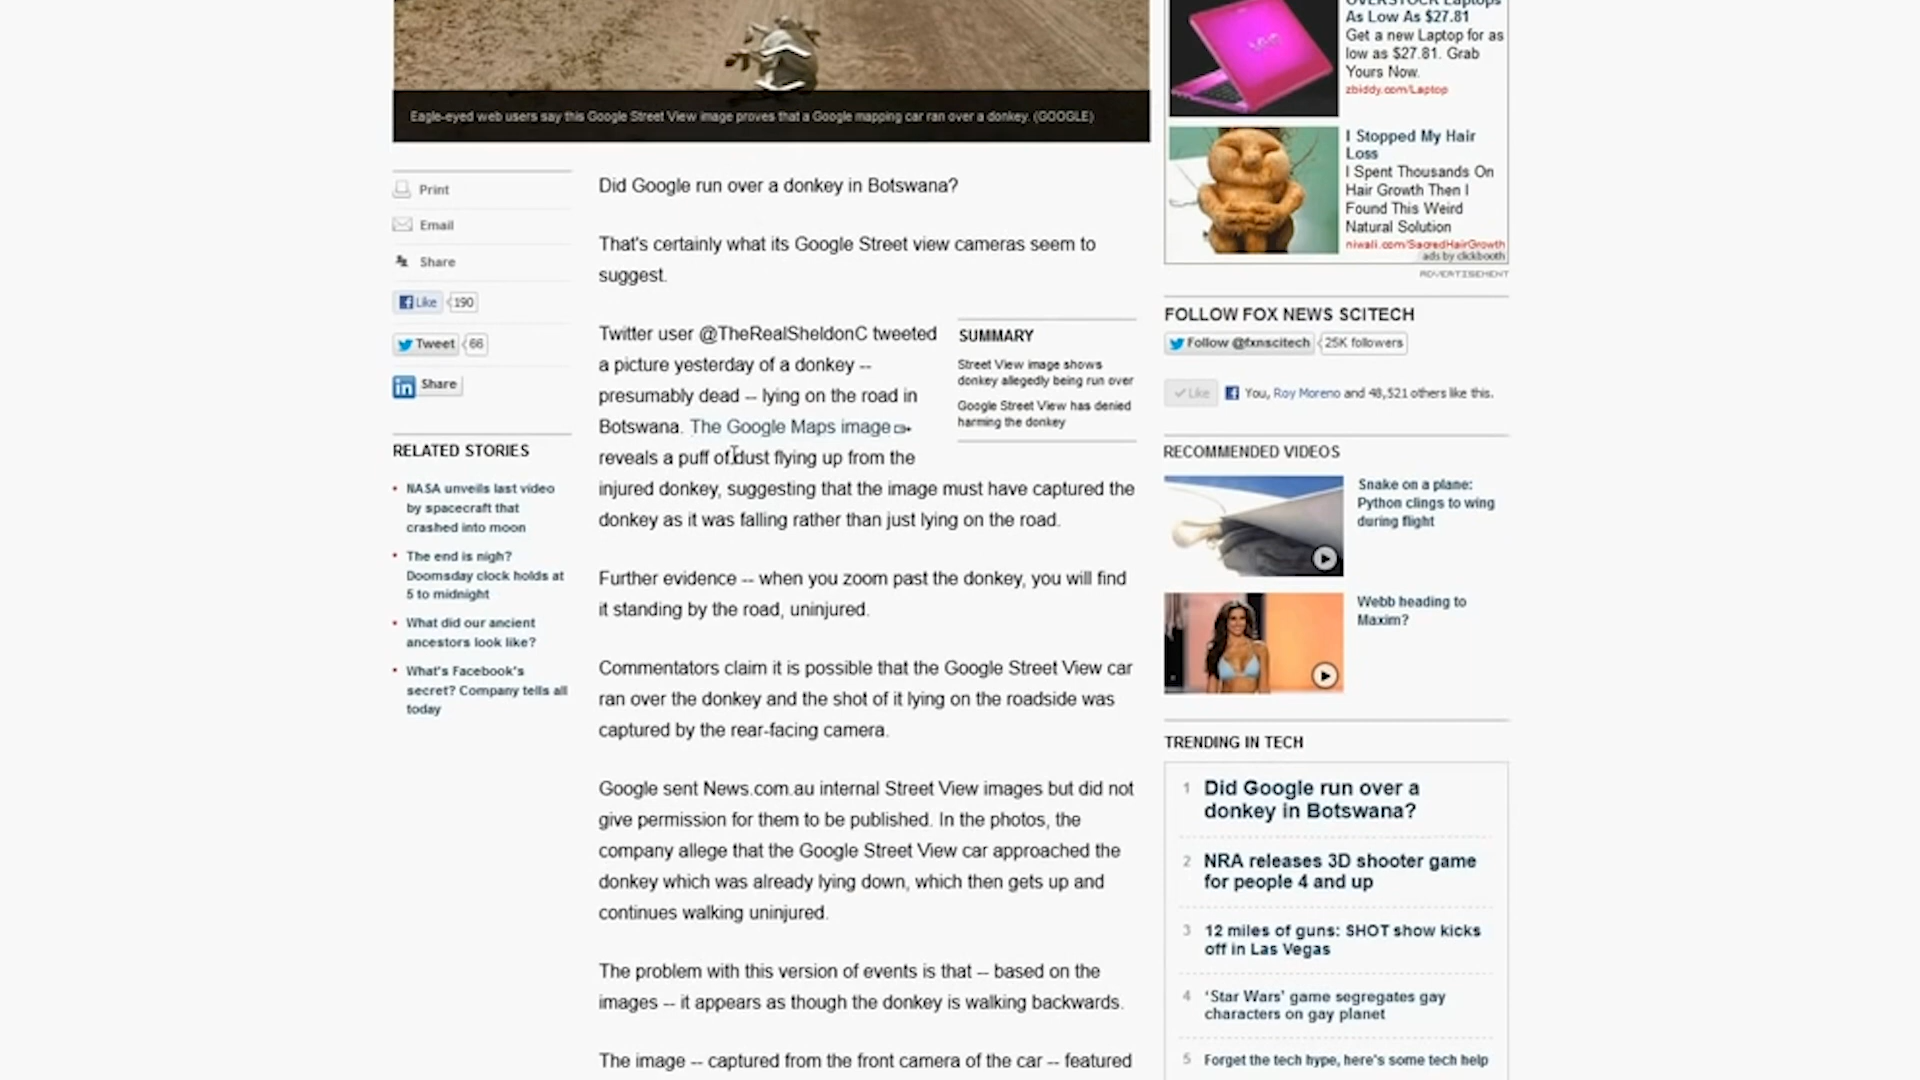 Eagle-eyed web users say this Google Street View image proves that a Google mapping car ran over a donkey. (GOOGLE)
Print
Email
Share
Like 190
Tweet 66
in Share
RELATED STORIES
NASA unveils last video
by spacecraft that
crashed into moon
The end is nigh?
Doomsday clock holds at
5 to midnight
What did our ancient
ancestors look like?
What's Facebook's
secret? Company tells all
today
Did Google run over a donkey in Botswana?
That's certainly what its Google Street view cameras seem to
suggest.
Twitter user @TheRealSheldonC tweeted
a picture yesterday of a donkey --
presumably dead -- lying on the road in
Botswana. The Google Maps image
reveals a puff of dust flying up from the
injured donkey, suggesting that the image must have captured the
donkey as it was falling rather than just lying on the road.
SUMMARY
Street View image shows
donkey allegedly being run over
Google Street View has denied
harming the donkey
Further evidence -- when you zoom past the donkey, you will find
it standing by the road, uninjured.
Commentators claim it is possible that the Google Street View car
ran over the donkey and the shot of it lying on the roadside was
captured by the rear-facing camera.
Google sent News.com.au internal Street View images but did not
give permission for them to be published. In the photos, the
company allege that the Google Street View car approached the
donkey which was already lying down, which then gets up and
continues walking uninjured.
The problem with this version of events is that -- based on the
images -- it appears as though the donkey is walking backwards.
The image -- captured from the front camera of the car -- featured
OVERSTOCK Laptops
As Low As $27.81
Get a new Laptop for as
low as $27.81. Grab
Yours Now.
zbiddy.com/Laptop
I Stopped My Hair
Loss
I Spent Thousands On
Hair Growth Then I
Found This Weird
Natural Solution
niwali.com/SacredHairGrowth
ads by clickbooth
ADVERTISEMENT
FOLLOW FOX NEWS SCITECH
Follow @fxnscitech 25K followers
Like You, Roy Moreno and 48,521 others like this.
RECOMMENDED VIDEOS
Snake on a plane:
Python clings to wing
during flight
Webb heading to
Maxim?
TRENDING IN TECH
1 Did Google run over a
donkey in Botswana?
2 NRA releases 3D shooter game
for people 4 and up
3 12 miles of guns: SHOT show kicks
off in Las Vegas
4 'Star Wars' game segregates gay
characters on gay planet
5 Forget the tech hype, here's some tech help